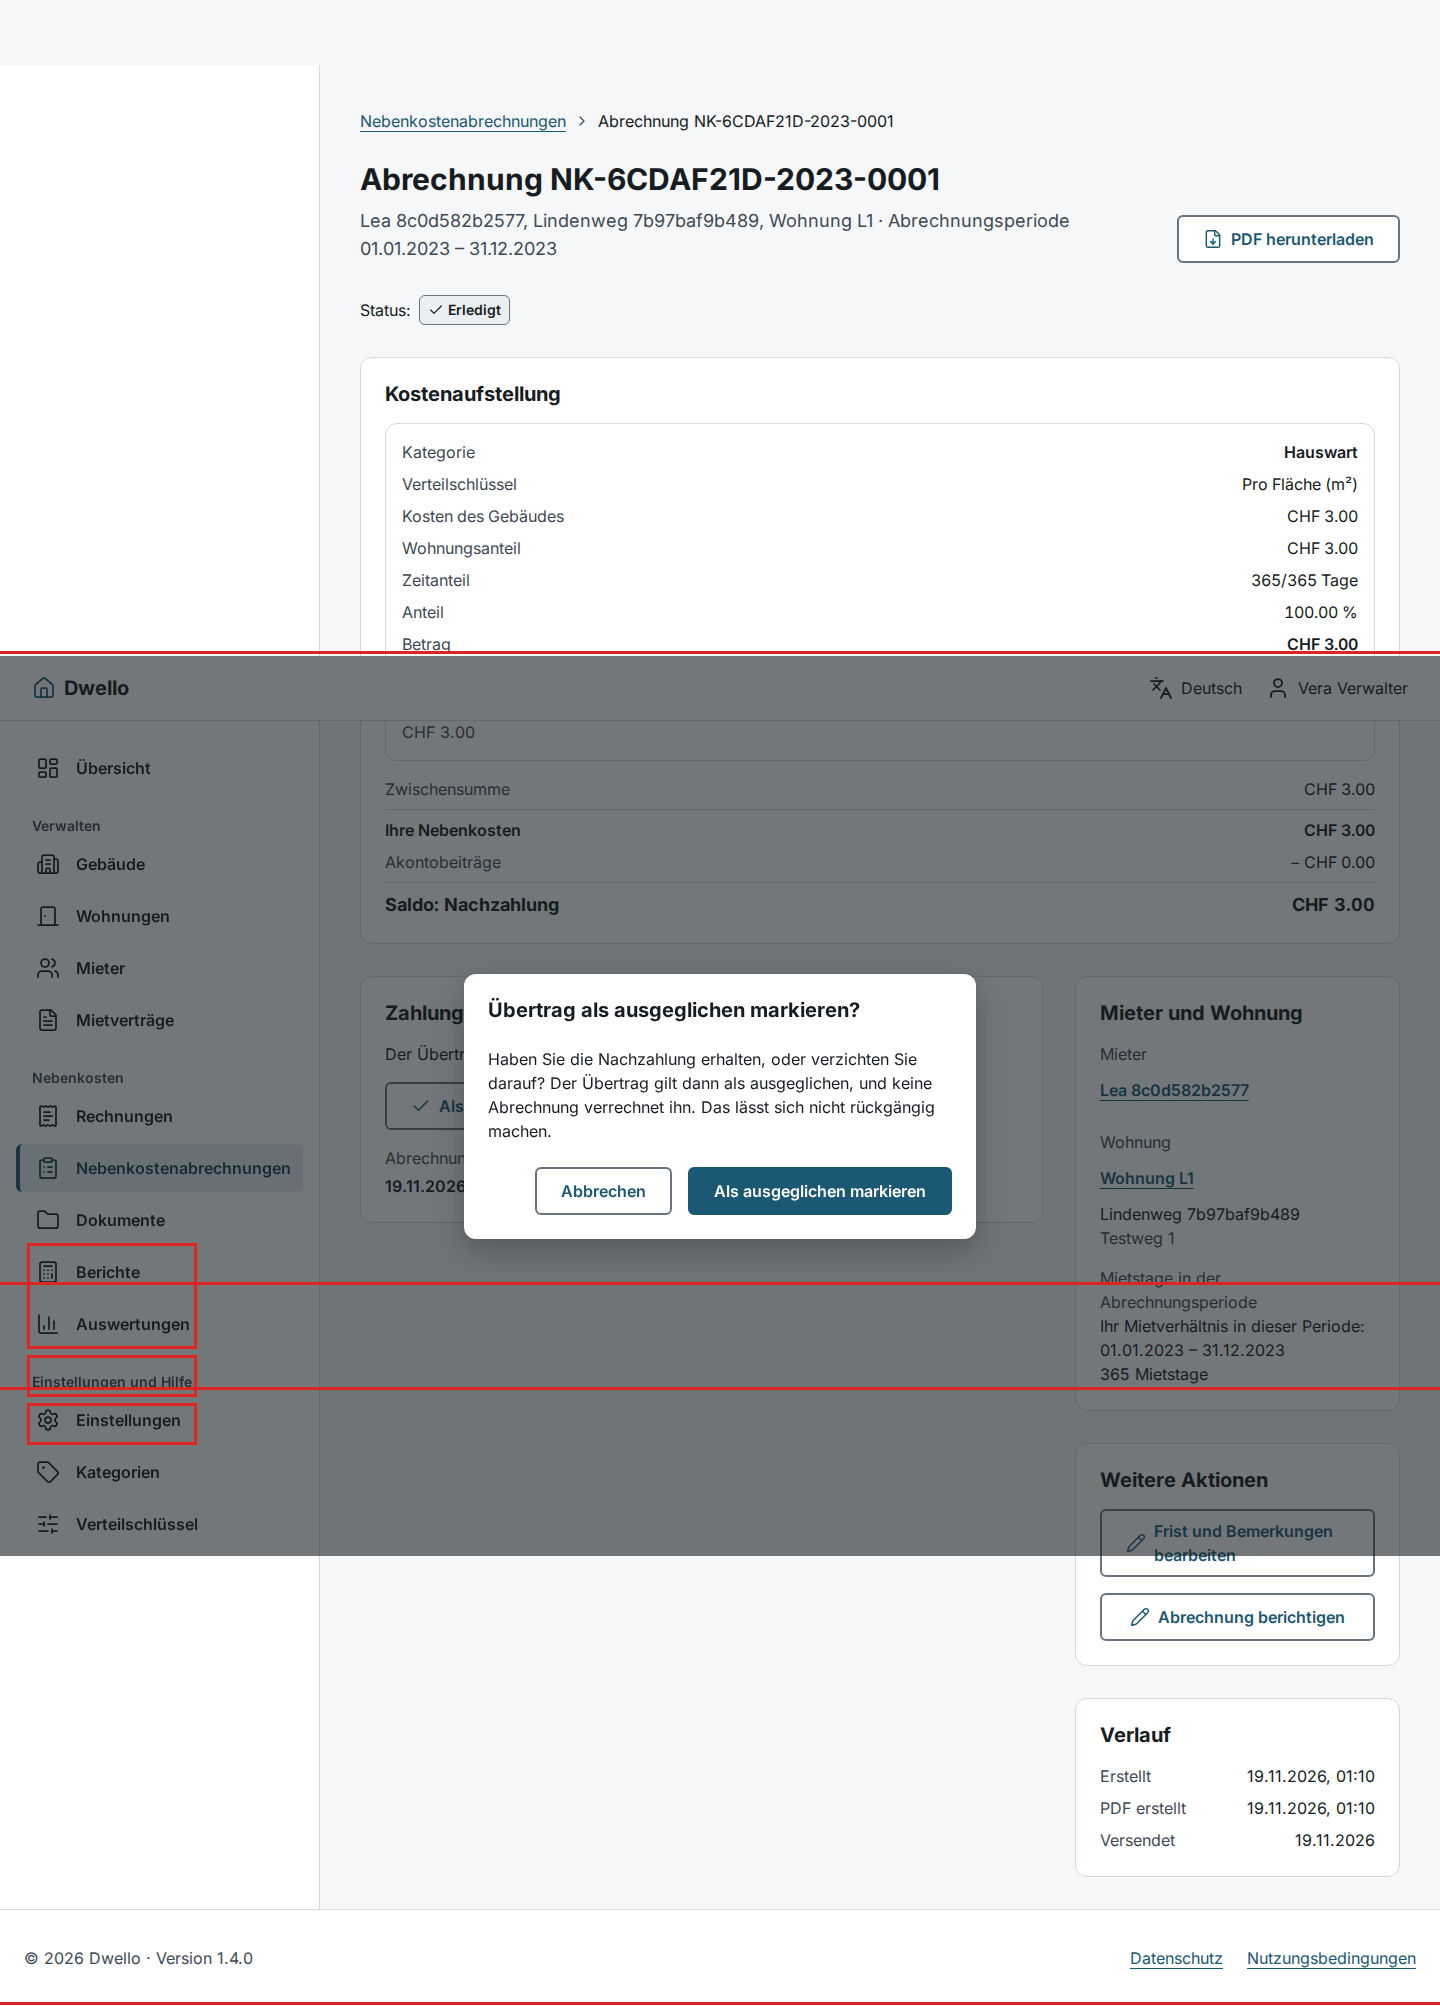 Nebenkostenabrechnungen > Abrechnung NK-6CDAF21D-2023-0001
Abrechnung NK-6CDAF21D-2023-0001
Lea 8c0d582b2577, Lindenweg 7b97baf9b489, Wohnung L1 · Abrechnungsperiode
01.01.2023 – 31.12.2023
PDF herunterladen
Status: Erledigt
Kostenaufstellung
Kategorie Hauswart
Verteilschlüssel Pro Fläche (m²)
Kosten des Gebäudes CHF 3.00
Wohnungsanteil CHF 3.00
Zeitanteil 365/365 Tage
Anteil 100.00 %
Betrag CHF 3.00
Dwello
Deutsch
Vera Verwalter
Übersicht
Verwalten
Gebäude
Wohnungen
Mieter
Mietverträge
Nebenkosten
Rechnungen
Nebenkostenabrechnungen
Dokumente
Berichte
Auswertungen
Einstellungen und Hilfe
Einstellungen
Kategorien
Verteilschlüssel
CHF 3.00
Zwischensumme CHF 3.00
Ihre Nebenkosten CHF 3.00
Akontobeiträge – CHF 0.00
Saldo: Nachzahlung CHF 3.00
Zahlung
Der Übertr
Als
Abrechnun
19.11.2026
Übertrag als ausgeglichen markieren?
Haben Sie die Nachzahlung erhalten, oder verzichten Sie
darauf? Der Übertrag gilt dann als ausgeglichen, und keine
Abrechnung verrechnet ihn. Das lässt sich nicht rückgängig
machen.
Abbrechen
Als ausgeglichen markieren
Mieter und Wohnung
Mieter
Lea 8c0d582b2577
Wohnung
Wohnung L1
Lindenweg 7b97baf9b489
Testweg 1
Mietstage in der
Abrechnungsperiode
Ihr Mietverhältnis in dieser Periode:
01.01.2023 – 31.12.2023
365 Mietstage
Weitere Aktionen
Frist und Bemerkungen
bearbeiten
Abrechnung berichtigen
Verlauf
Erstellt 19.11.2026, 01:10
PDF erstellt 19.11.2026, 01:10
Versendet 19.11.2026
© 2026 Dwello · Version 1.4.0
Datenschutz
Nutzungsbedingungen